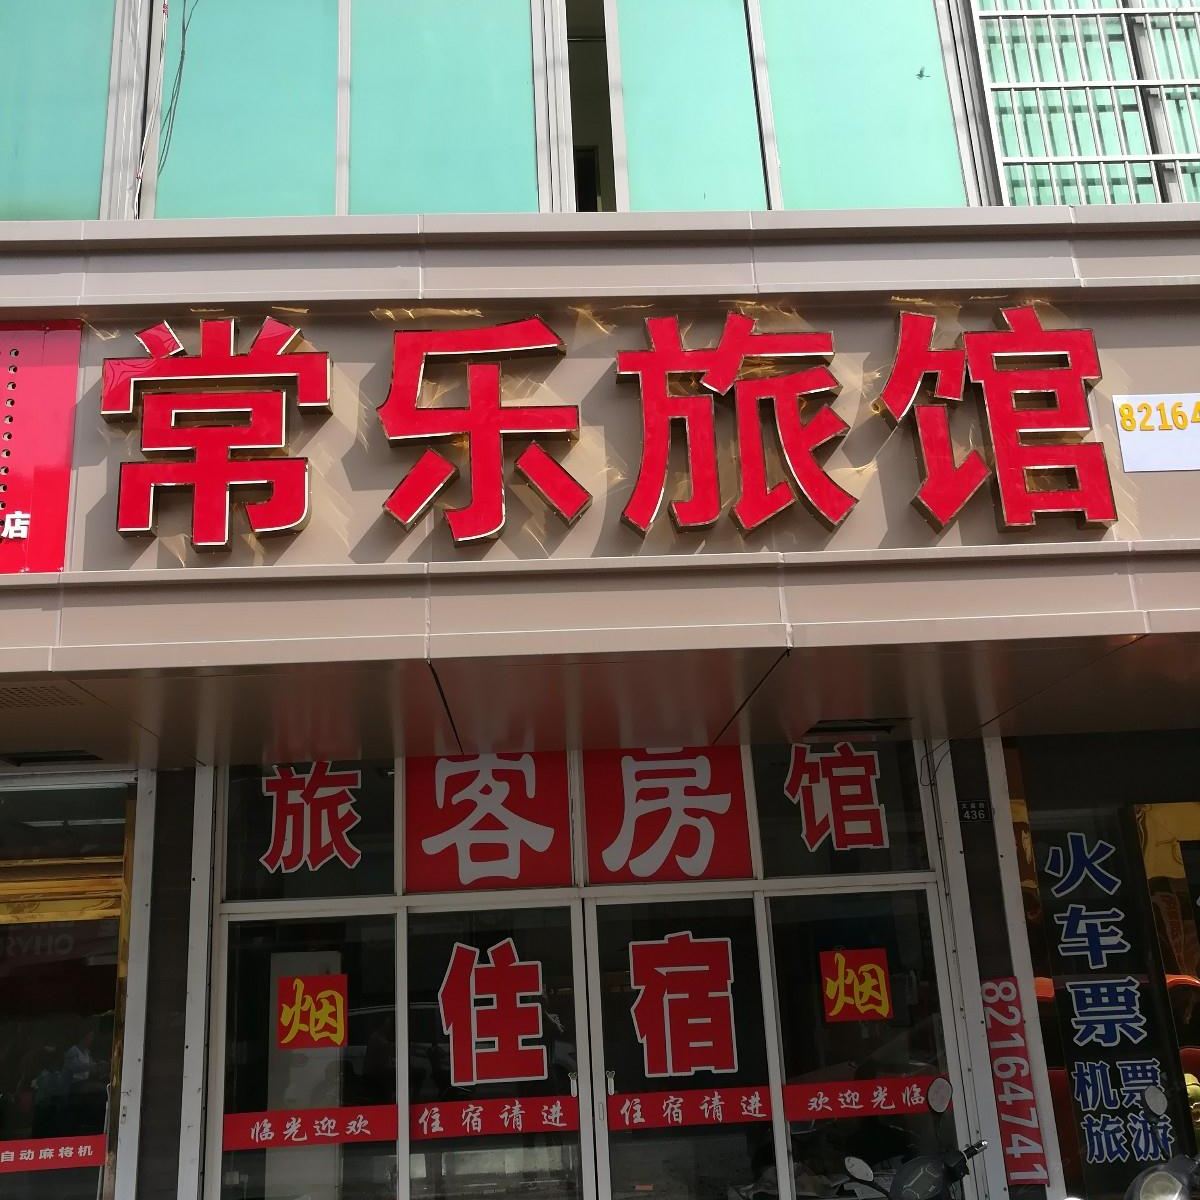 常乐旅馆
82164
店
旅客房馆
436
住宿
烟
烟
火车票
机票
旅游
82164741
临光迎欢
住宿请进
住宿请进
欢迎光临
自动麻将机